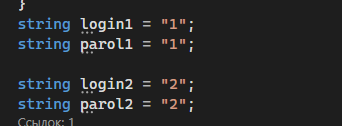 }
string login1 = "1";
string parol1 = "1";
string login2 = "2";
string parol2 = "2";
Ссылок: 1